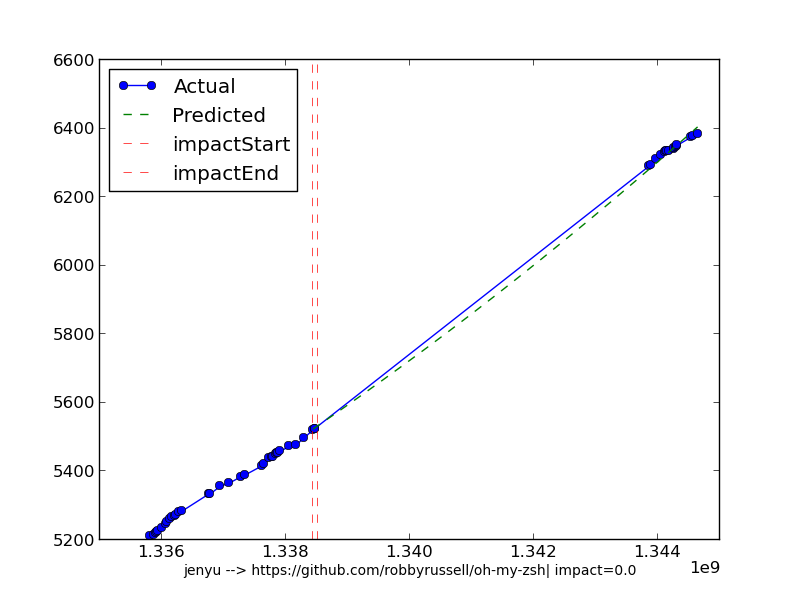 6600
6400
6200
6000
5800
5600
5400
5200
Actual
Predicted
impactStart
impactEnd
1.336 1.338 1.340 1.342 1.344
1e9
jenyu --> https://github.com/robbyrussell/oh-my-zsh| impact=0.0